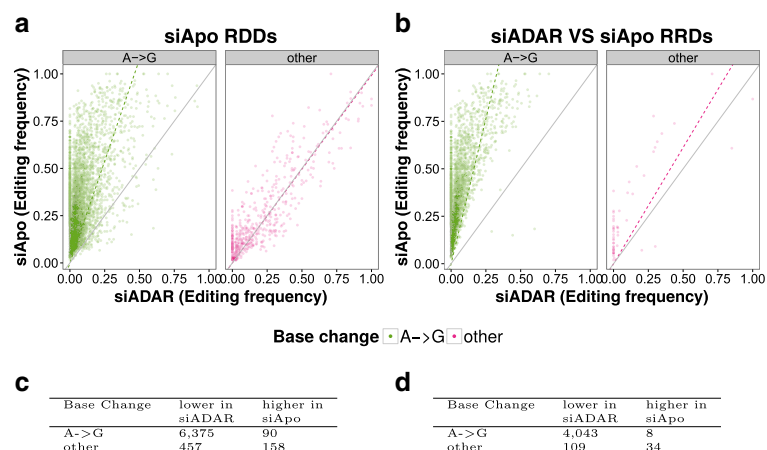 a
siApo RDDs
A->G
other
siApo (Editing frequency)
1.00
0.75
0.50
0.25
0.00
0.00 0.25 0.50 0.75 1.00 0.00 0.25 0.50 0.75 1.00
siADAR (Editing frequency)
b
siADAR VS siApo RRDs
A->G
other
siApo (Editing frequency)
1.00
0.75
0.50
0.25
0.00
0.00 0.25 0.50 0.75 1.00 0.00 0.25 0.50 0.75 1.00
siADAR (Editing frequency)
Base change A->G other
c
Base Change lower in higher in
siADAR siApo
A->G 6,375 90
other 457 158
d
Base Change lower in higher in
siADAR siApo
A->G 4,043 8
other 109 34